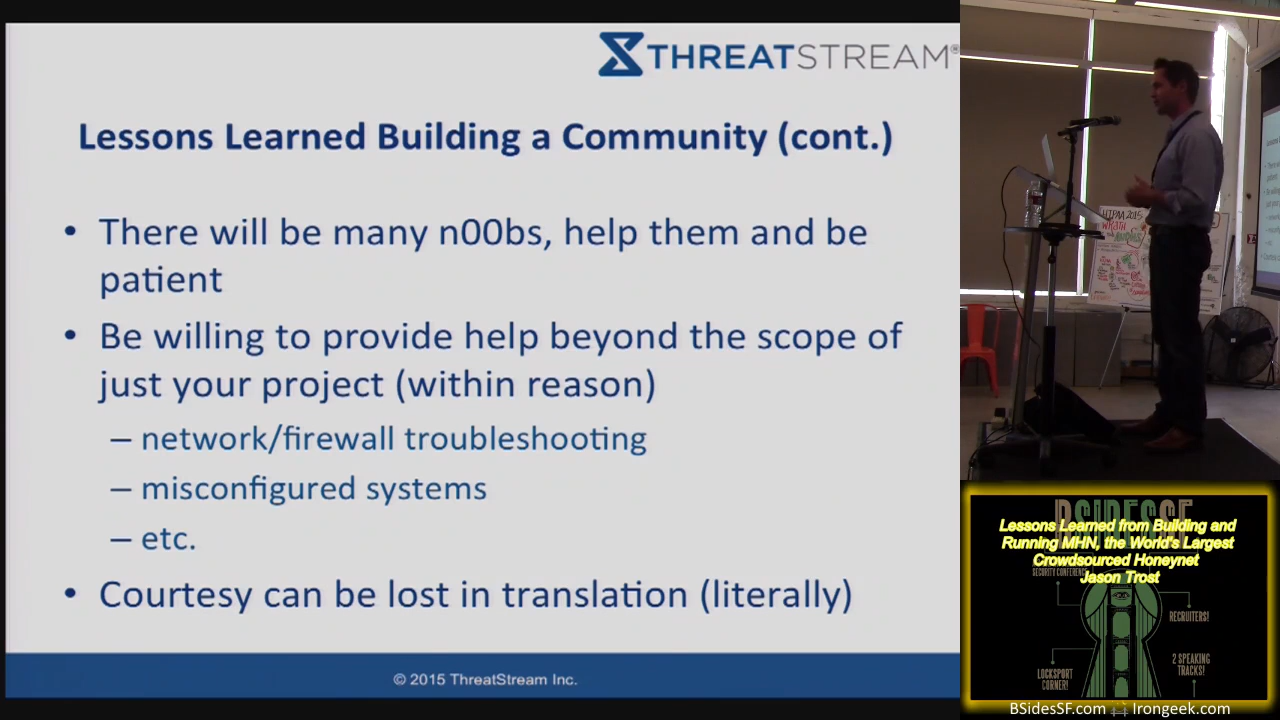 THREATSTREAM®
Lessons Learned Building a Community (cont.)
• There will be many n00bs, help them and be
patient
• Be willing to provide help beyond the scope of
just your project (within reason)
– network/firewall troubleshooting
– misconfigured systems
– etc.
• Courtesy can be lost in translation (literally)
© 2015 ThreatStream Inc.
HIPAA 2015
WRATH
BSIDESSF
Lessons Learned from Building and
Running MHN, the World's Largest
Crowdsourced Honeynet
SECURITY CONFERENCE
Jason Trost
RECRUITERS!
LOCKSPORT
CORNER!
2 SPEAKING
TRACKS!
BSidesSF.com
Irongeek.com